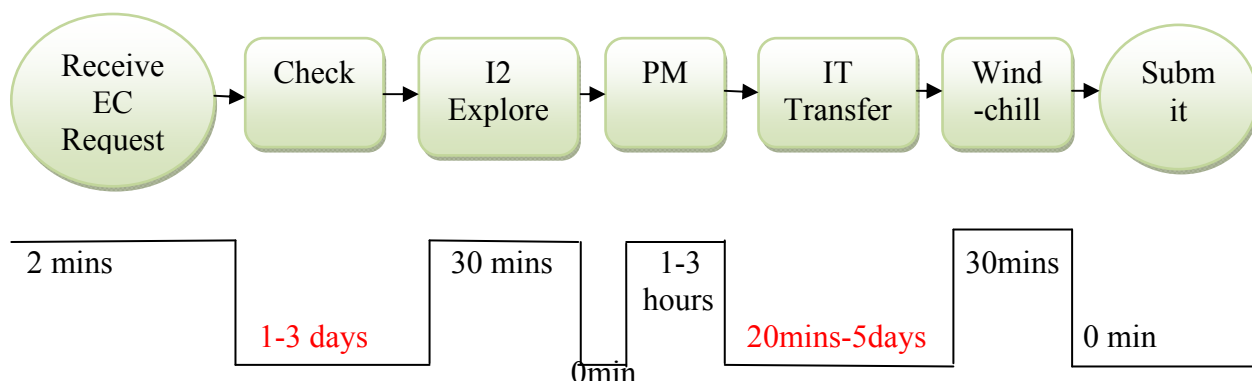 Receive
EC
Request
Check
I2
Explore
PM
IT
Transfer
Wind
-chill
Subm
it
2 mins
1-3 days
30 mins
0min
1-3
hours
20mins-5days
30mins
0 min